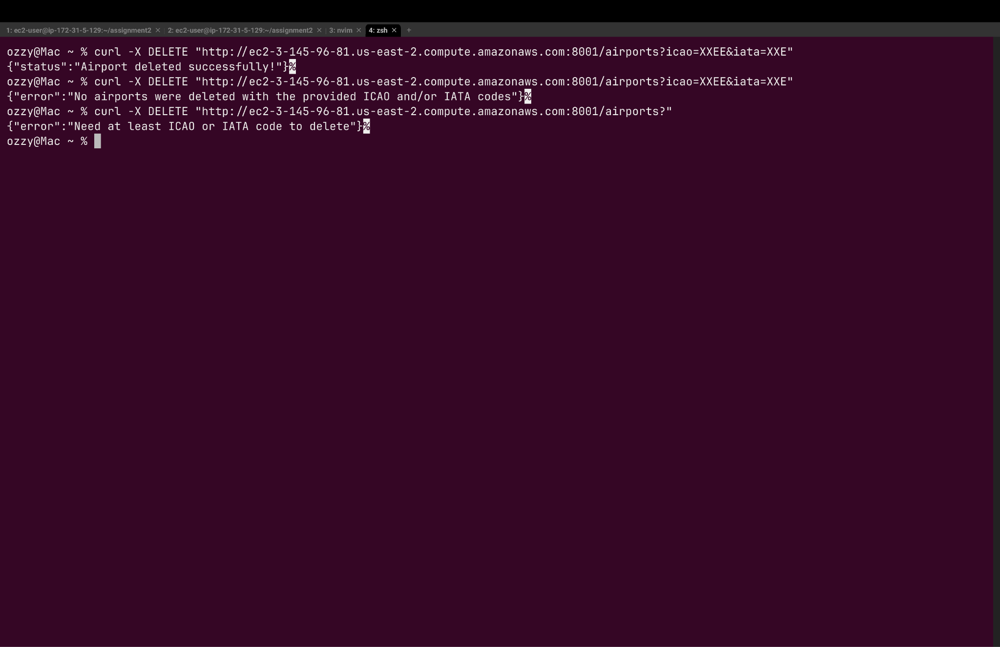 1: ec2-user@ip-172-31-5-129:~/assignment2 × 2: ec2-user@ip-172-31-5-129:~/assignment2 × 3: nvim × 4: zsh × +
ozzy@Mac ~ % curl -X DELETE "http://ec2-3-145-96-81.us-east-2.compute.amazonaws.com:8001/airports?icao=XXEE&iata=XXE"
{"status":"Airport deleted successfully!"}%
ozzy@Mac ~ % curl -X DELETE "http://ec2-3-145-96-81.us-east-2.compute.amazonaws.com:8001/airports?icao=XXEE&iata=XXE"
{"error":"No airports were deleted with the provided ICAO and/or IATA codes"}%
ozzy@Mac ~ % curl -X DELETE "http://ec2-3-145-96-81.us-east-2.compute.amazonaws.com:8001/airports?"
{"error":"Need at least ICAO or IATA code to delete"}%
ozzy@Mac ~ %